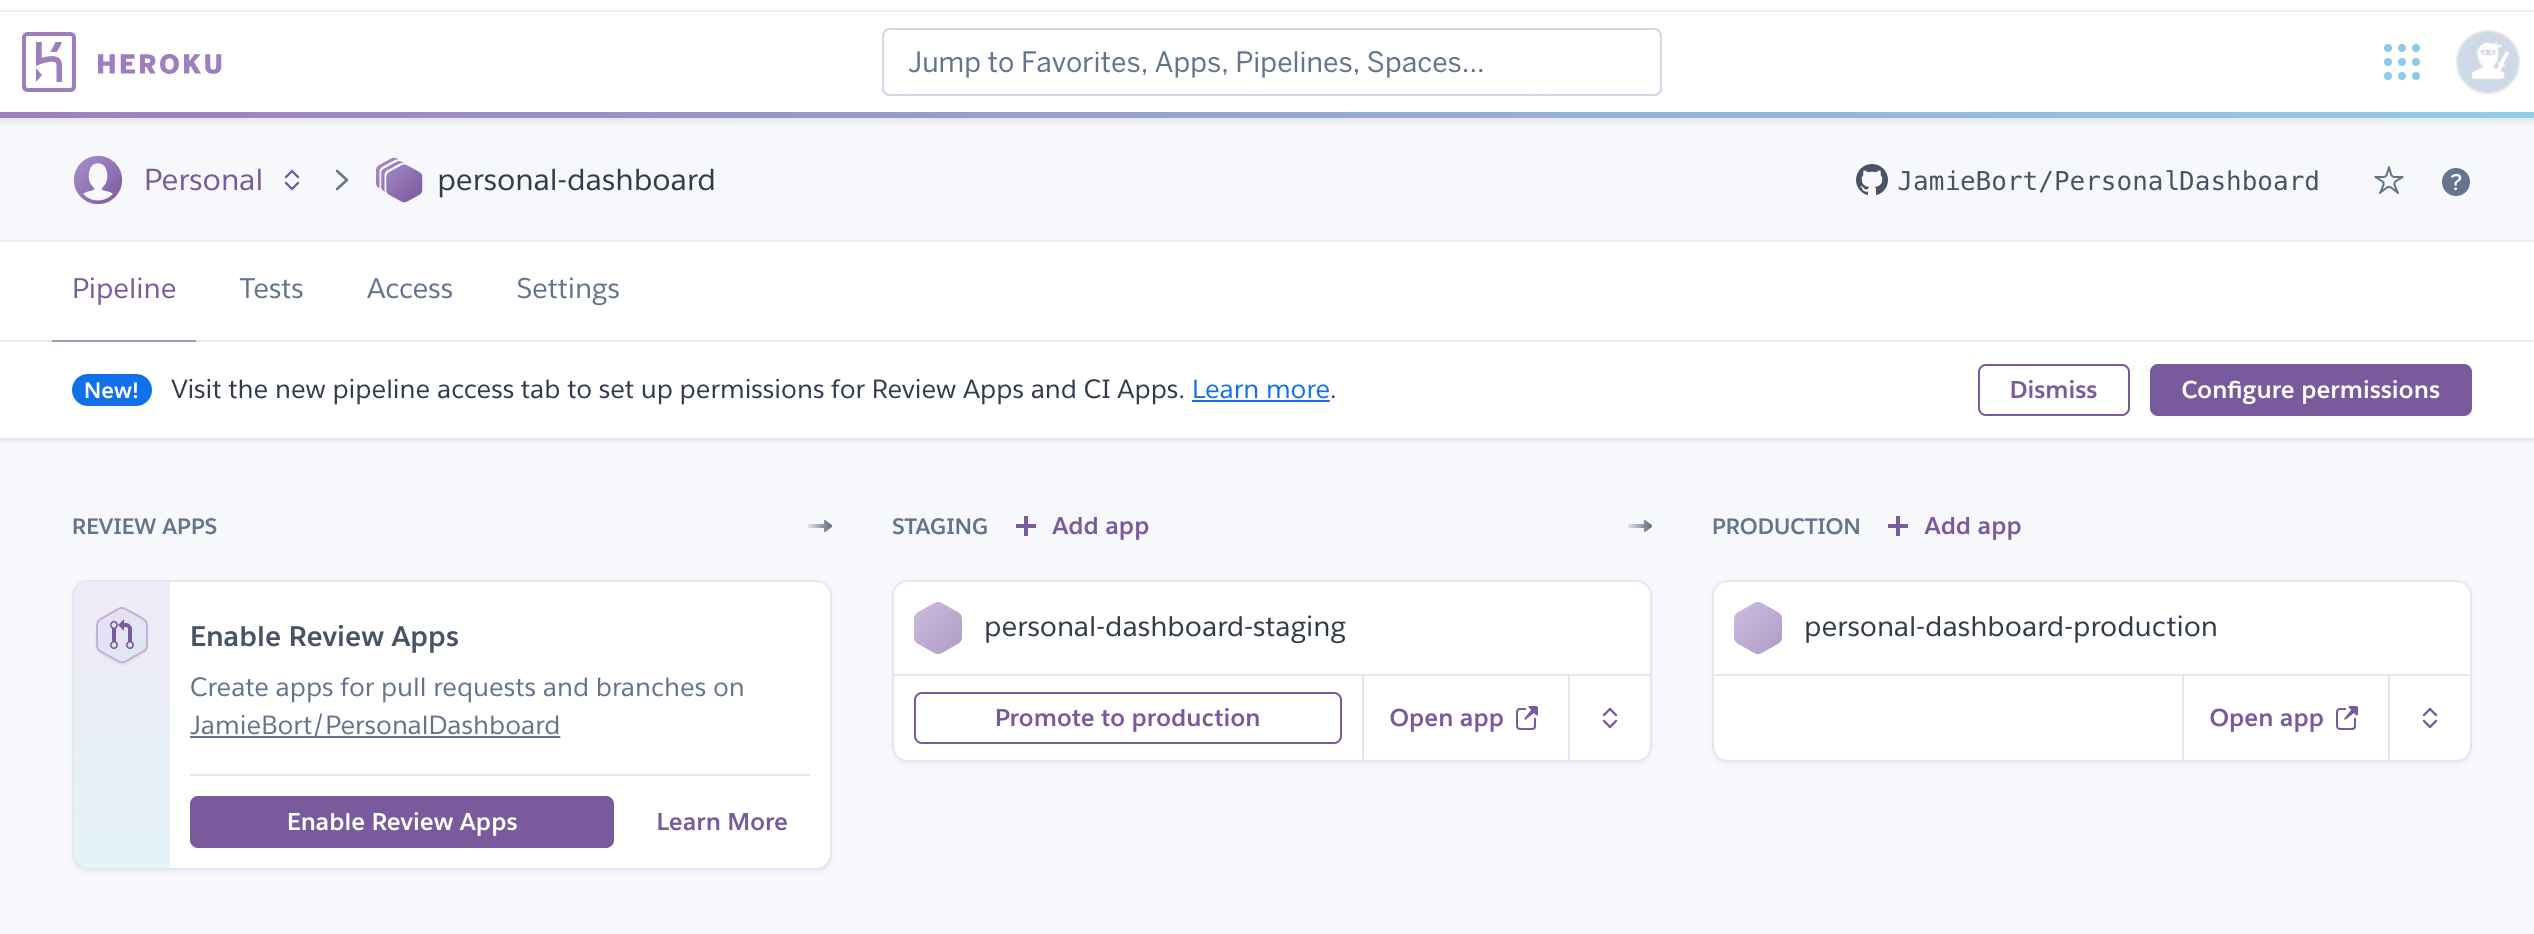 HEROKU
Jump to Favorites, Apps, Pipelines, Spaces...
Personal
personal-dashboard
JamieBort/PersonalDashboard
?
Pipeline Tests Access Settings
New! Visit the new pipeline access tab to set up permissions for Review Apps and CI Apps. Learn more.
Dismiss
Configure permissions
REVIEW APPS
Enable Review Apps
Create apps for pull requests and branches on
JamieBort/PersonalDashboard
Enable Review Apps
Learn More
STAGING + Add app
personal-dashboard-staging
Promote to production
Open app
PRODUCTION + Add app
personal-dashboard-production
Open app